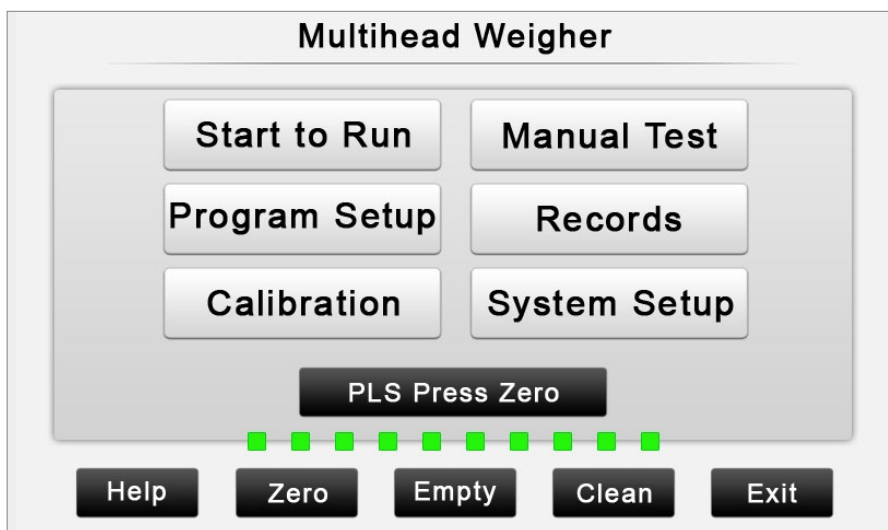 Multihead Weigher
Start to Run
Manual Test
Program Setup
Records
Calibration
System Setup
PLS Press Zero
Help
Zero
Empty
Clean
Exit